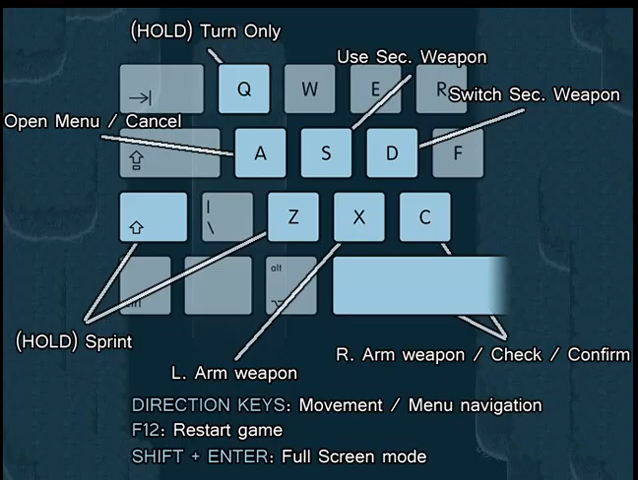 (HOLD) Turn Only
Use Sec. Weapon
Q
W
E
R
Switch Sec. Weapon
Open Menu / Cancel
A
S
D
F
|
\
Z
X
C
alt
(HOLD) Sprint
L. Arm weapon
R. Arm weapon / Check / Confirm
DIRECTION KEYS: Movement / Menu navigation
F12: Restart game
SHIFT + ENTER: Full Screen mode